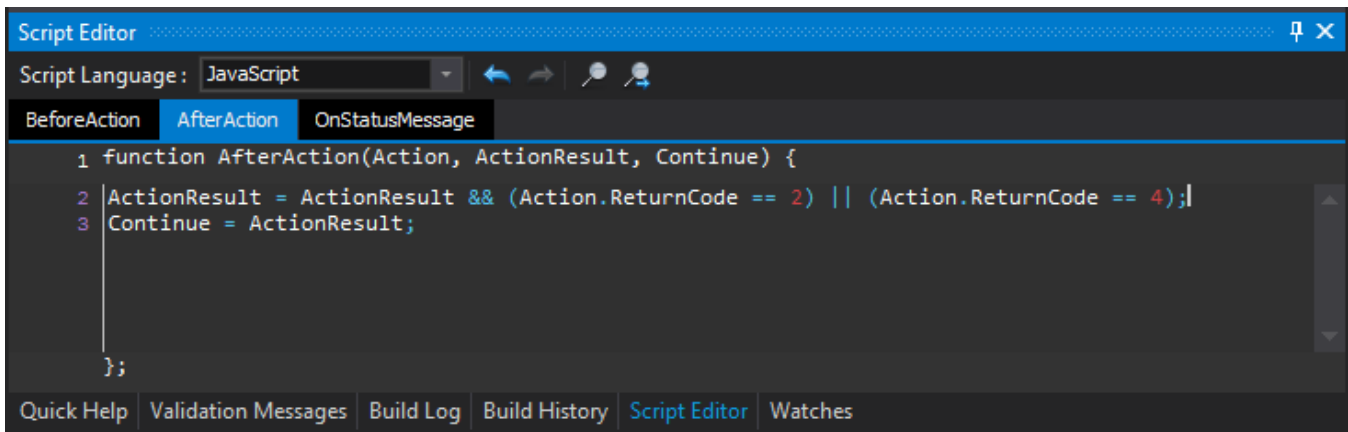 Script Editor
Script Language: JavaScript
BeforeAction AfterAction OnStatusMessage
1 function AfterAction(Action, ActionResult, Continue) {
2 ActionResult = ActionResult && (Action.ReturnCode == 2) || (Action.ReturnCode == 4);
3 Continue = ActionResult;
};
Quick Help Validation Messages Build Log Build History Script Editor Watches